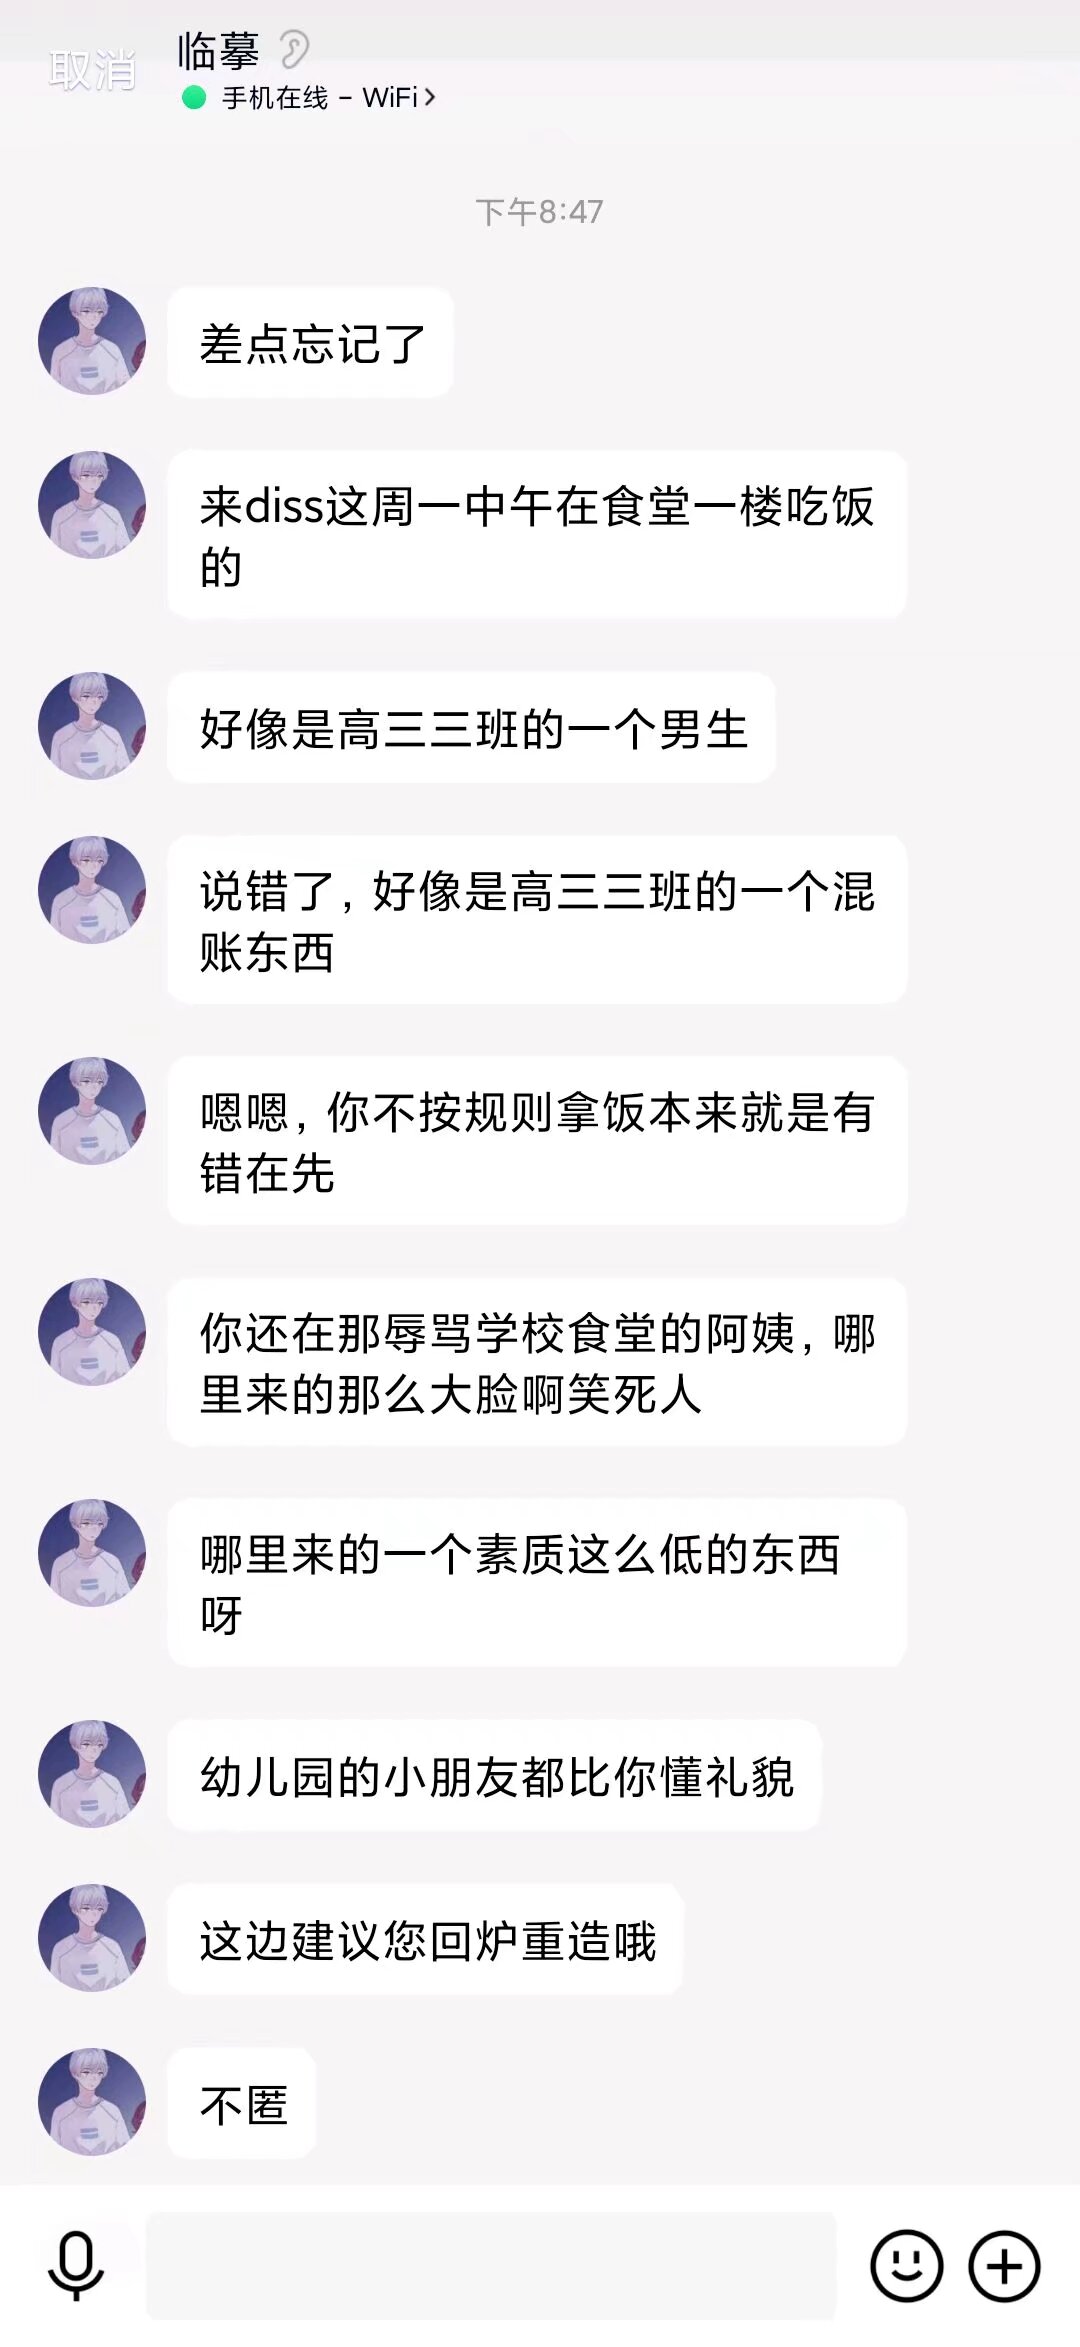 取消
临摹
手机在线 – WiFi
下午8:47
差点忘记了
来diss这周一中午在食堂一楼吃饭
的
好像是高三三班的一个男生
说错了, 好像是高三三班的一个混
账东西
嗯嗯, 你不按规则拿饭本来就是有
错在先
你还在那辱骂学校食堂的阿姨, 哪
里来的那么大脸啊笑死人
哪里来的一个素质这么低的东西
呀
幼儿园的小朋友都比你懂礼貌
这边建议您回炉重造哦
不匿